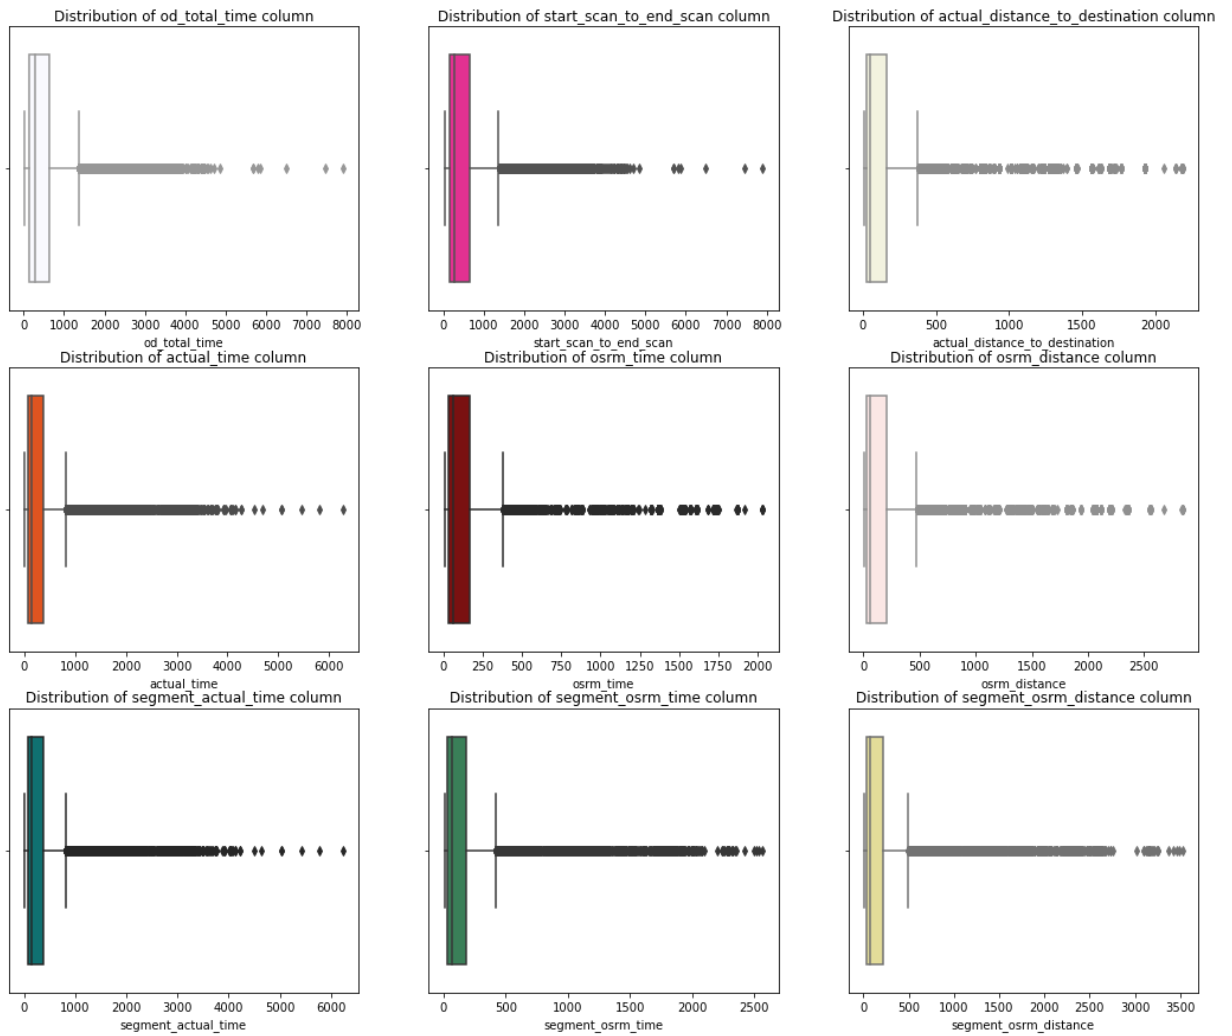 Distribution of od_total_time column
Distribution of start_scan_to_end_scan column
Distribution of actual_distance_to_destination column
0 1000 2000 3000 4000 5000 6000 7000 8000
0 1000 2000 3000 4000 5000 6000 7000 8000
0 500 1000 1500 2000
od_total_time
start_scan_to_end_scan
actual_distance_to_destination
Distribution of actual_time column
Distribution of osrm_time column
Distribution of osrm_distance column
0 1000 2000 3000 4000 5000 6000
0 250 500 750 1000 1250 1500 1750 2000
0 500 1000 1500 2000 2500
actual_time
osrm_time
osrm_distance
Distribution of segment_actual_time column
Distribution of segment_osrm_time column
Distribution of segment_osrm_distance column
0 1000 2000 3000 4000 5000 6000
0 500 1000 1500 2000 2500
0 500 1000 1500 2000 2500 3000 3500
segment_actual_time
segment_osrm_time
segment_osrm_distance